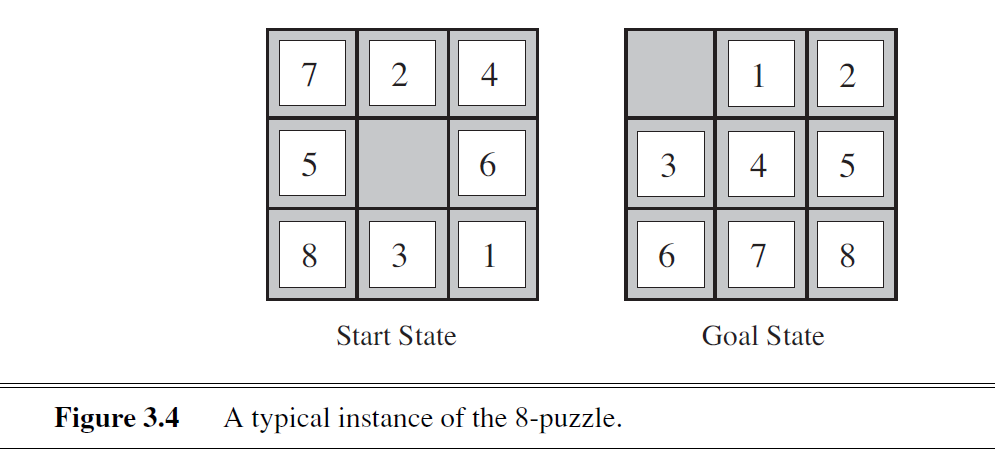 7 2 4 1 2
5 6 3 4 5
8 3 1 6 7 8
Start State Goal State
Figure 3.4 A typical instance of the 8-puzzle.